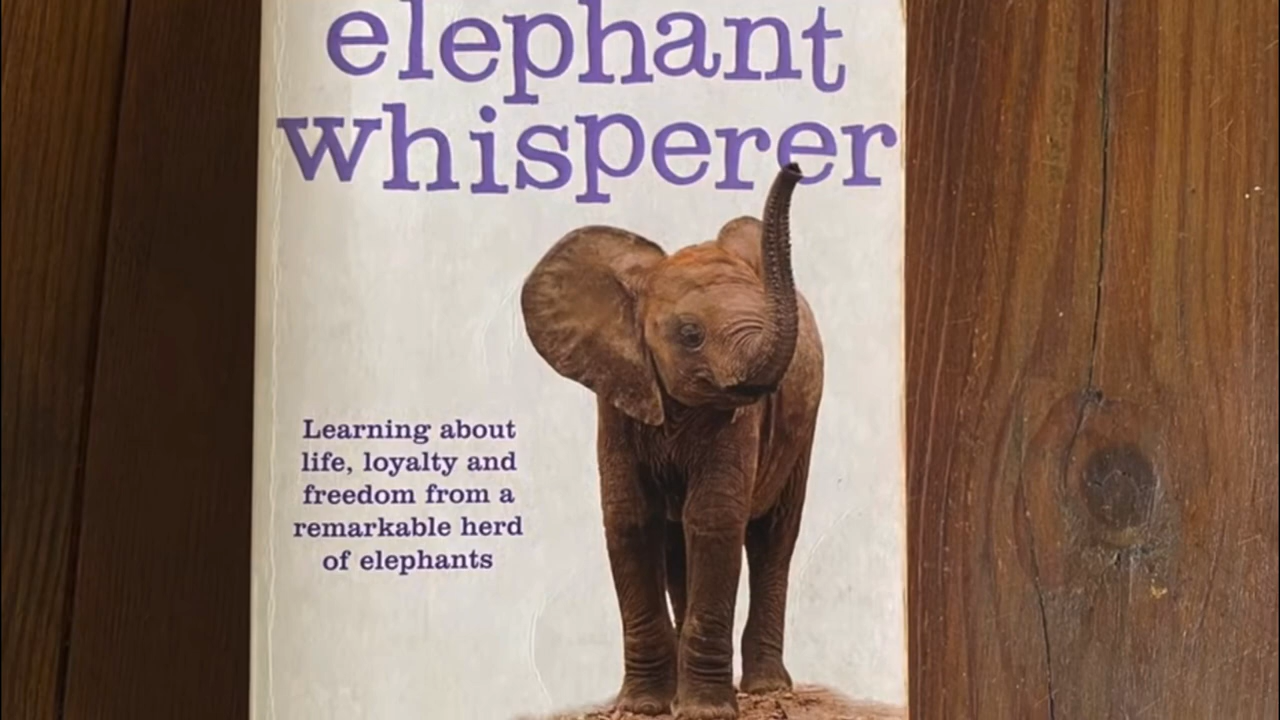 elephant
whisperer
Learning about
life, loyalty and
freedom from a
remarkable herd
of elephants